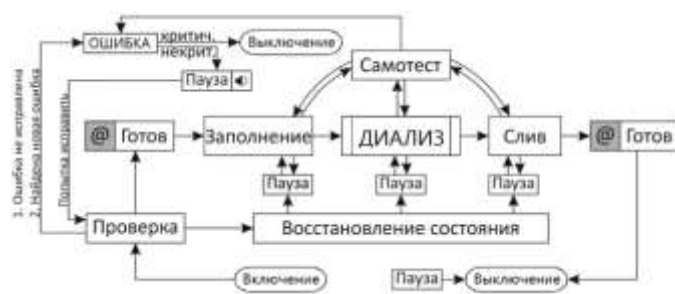 ОШИБКА
критич.
некрит.
Выключение
Самотест
Пауза
1. Ошибка не исправлена
2. Найдена новая ошибка
Попытка исправить
@ Готов
Заполнение
ДИАЛИЗ
Слив
@ Готов
Пауза
Пауза
Пауза
Проверка
Восстановление состояния
Включение
Пауза
Выключение